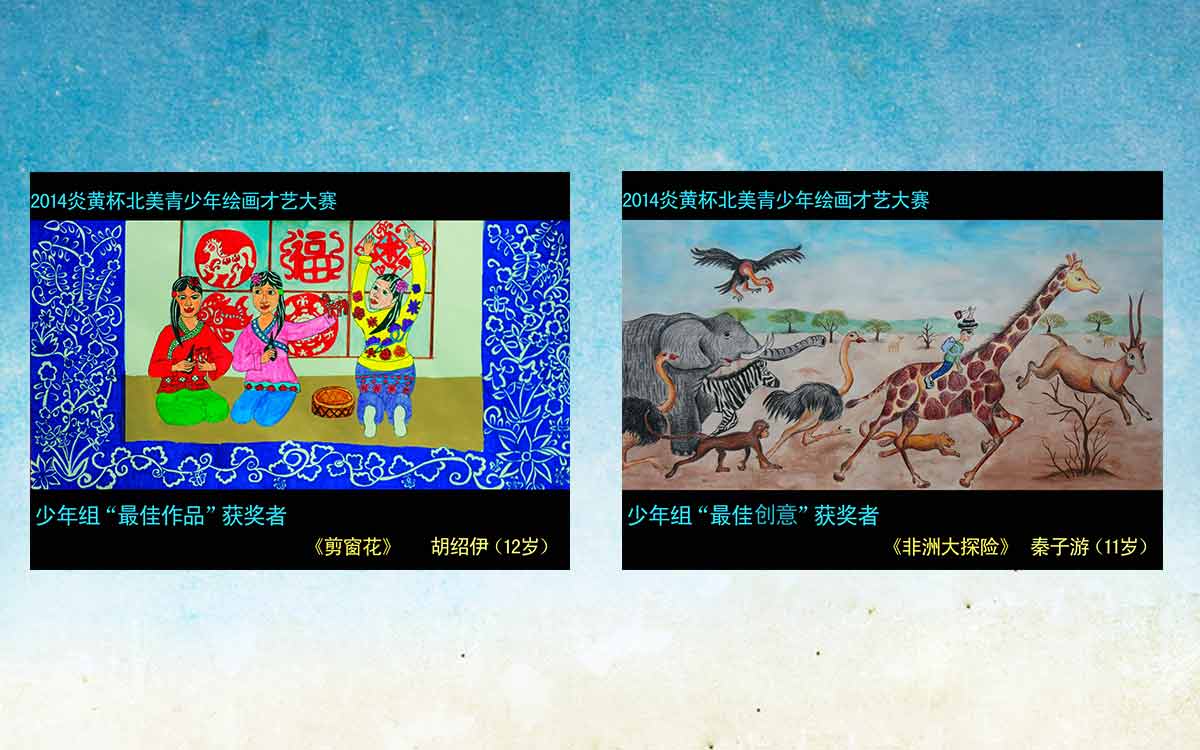 2014炎黄杯北美青少年绘画才艺大赛
福
少年组“最佳作品”获奖者
《剪窗花》 胡绍伊（12岁）
2014炎黄杯北美青少年绘画才艺大赛
少年组“最佳创意”获奖者
《非洲大探险》 秦子游（11岁）